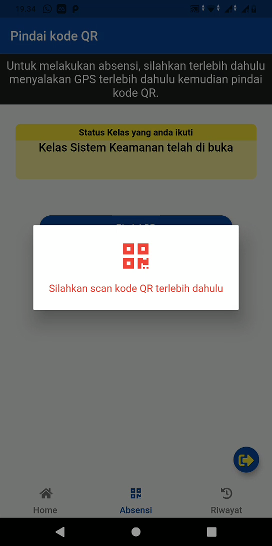 Pindai kode QR
Untuk melakukan absensi, silahkan terlebih dahulu
menyalakan GPS terlebih dahulu kemudian pindai
kode QR.
Status Kelas yang anda ikuti
Kelas Sistem Keamanan telah di buka
Silahkan scan kode QR terlebih dahulu
Home
Absensi
Riwayat